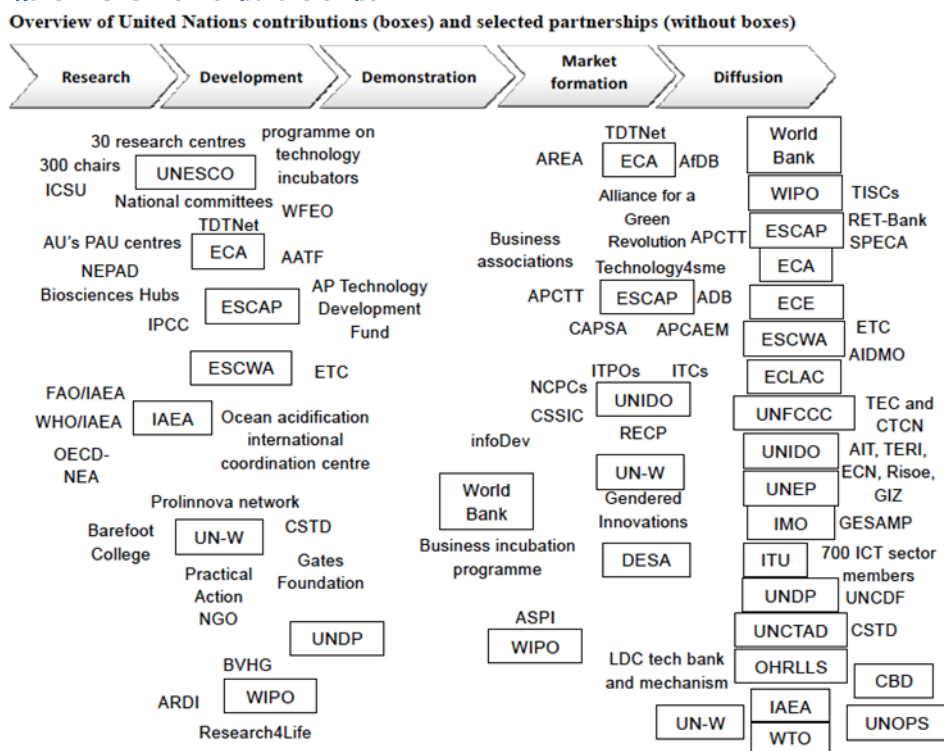 Overview of United Nations contributions (boxes) and selected partnerships (without boxes)
Research
Development
Demonstration
Market
formation
Diffusion
30 research centres
300 chairs
ICSU
UNESCO
programme on
technology
incubators
National committees
WFEO
TDTNet
AU's PAU centres
ECA
AATF
NEPAD
Biosciences Hubs
ESCAP
AP Technology
Development
Fund
IPCC
ESCWA
ETC
FAO/IAEA
WHO/IAEA
IAEA
Ocean acidification
international
coordination centre
OECD-
NEA
Prolinnova network
Barefoot
College
UN-W
CSTD
Gates
Foundation
Practical
Action
NGO
UNDP
BVHG
ARDI
WIPO
Research4Life
TDTNet
AREA
ECA
AfDB
Alliance for a
Green
Revolution
Business
associations
APCTT
Technology4sme
APCTT
ESCAP
ADB
CAPSA
APCAEM
ITPOs
ITCs
NCPCs
UNIDO
CSSIC
RECP
infoDev
UN-W
Gendered
Innovations
World
Bank
Business incubation
programme
DESA
ASPI
WIPO
LDC tech bank
and mechanism
World
Bank
WIPO
TISCs
ESCAP
RET-Bank
SPECA
ECA
ECE
ESCWA
ETC
AIDMO
ECLAC
UNFCCC
TEC and
CTCN
UNIDO
AIT, TERI,
ECN, Risoe,
GIZ
UNEP
IMO
GESAMP
ITU
700 ICT sector
members
UNDP
UNCDF
UNCTAD
CSTD
OHRLLS
CBD
UN-W
IAEA
UNOPS
WTO